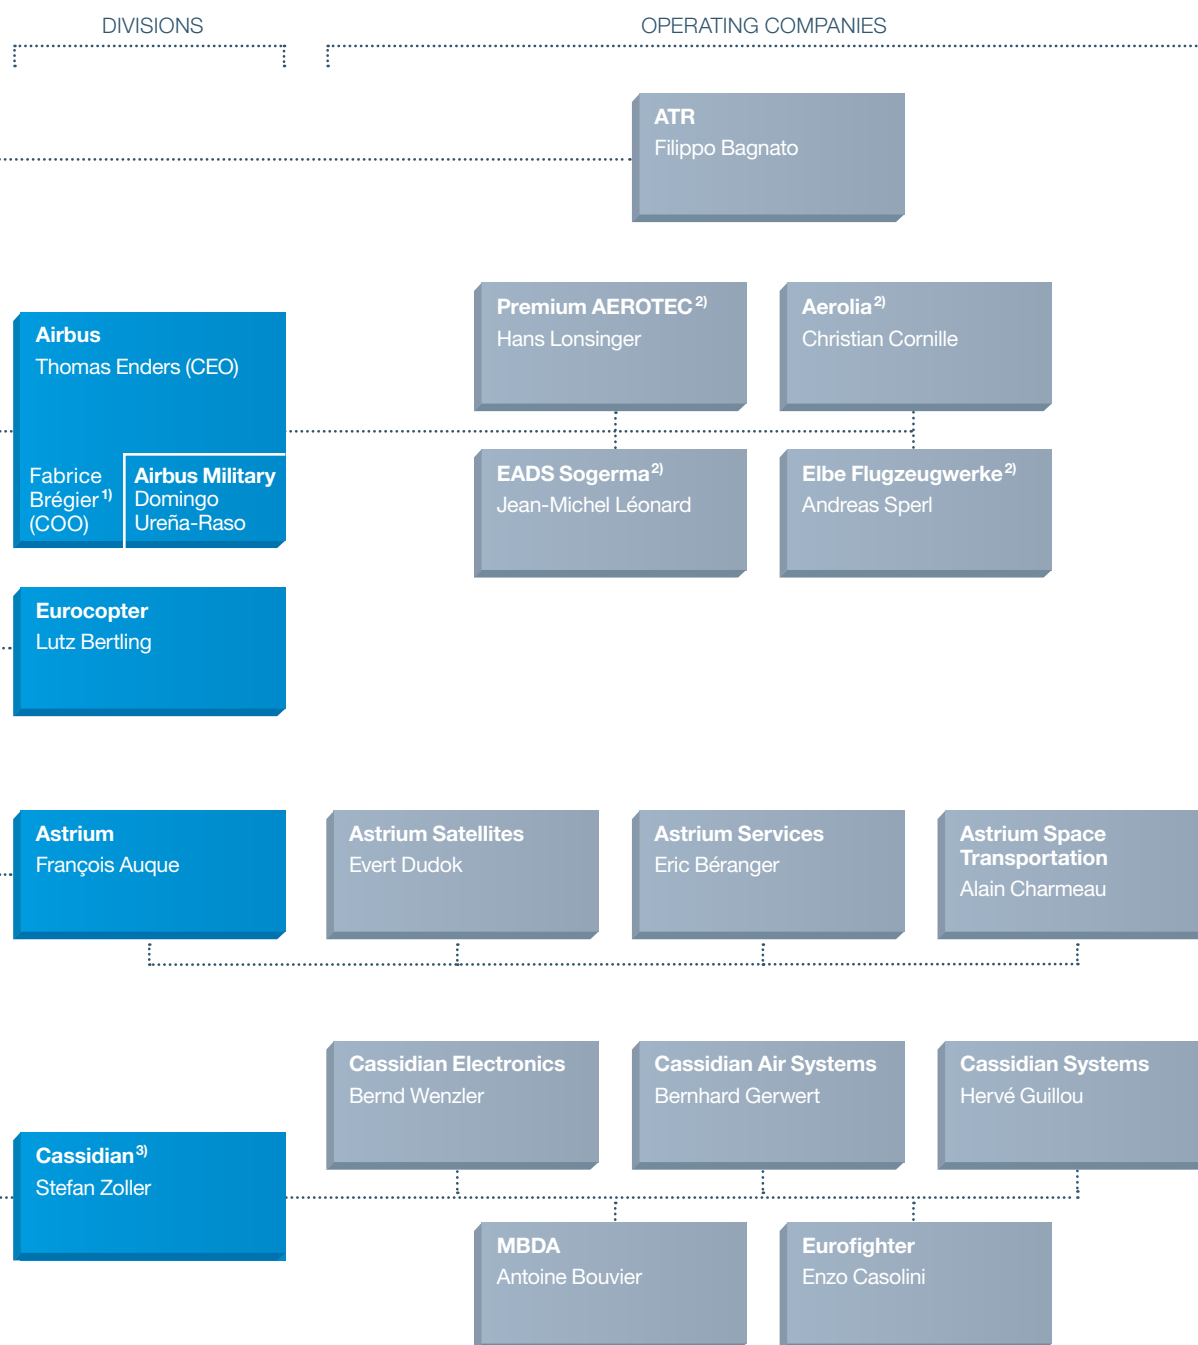 DIVISIONS
OPERATING COMPANIES
ATR
Filippo Bagnato
Premium AEROTEC 2)
Hans Lonsinger
Aerolia 2)
Christian Cornille
Airbus
Thomas Enders (CEO)
Fabrice
Brégier 1)
(COO)
Airbus Military
Domingo
Ureña-Raso
EADS Sogerma 2)
Jean-Michel Léonard
Elbe Flugzeugwerke 2)
Andreas Sperl
Eurocopter
Lutz Bertling
Astrium
François Auque
Astrium Satellites
Evert Dudok
Astrium Services
Eric Béranger
Astrium Space
Transportation
Alain Charmeau
Cassidian Electronics
Bernd Wenzler
Cassidian Air Systems
Bernhard Gerwert
Cassidian Systems
Hervé Guillou
Cassidian 3)
Stefan Zoller
MBDA
Antoine Bouvier
Eurofighter
Enzo Casolini